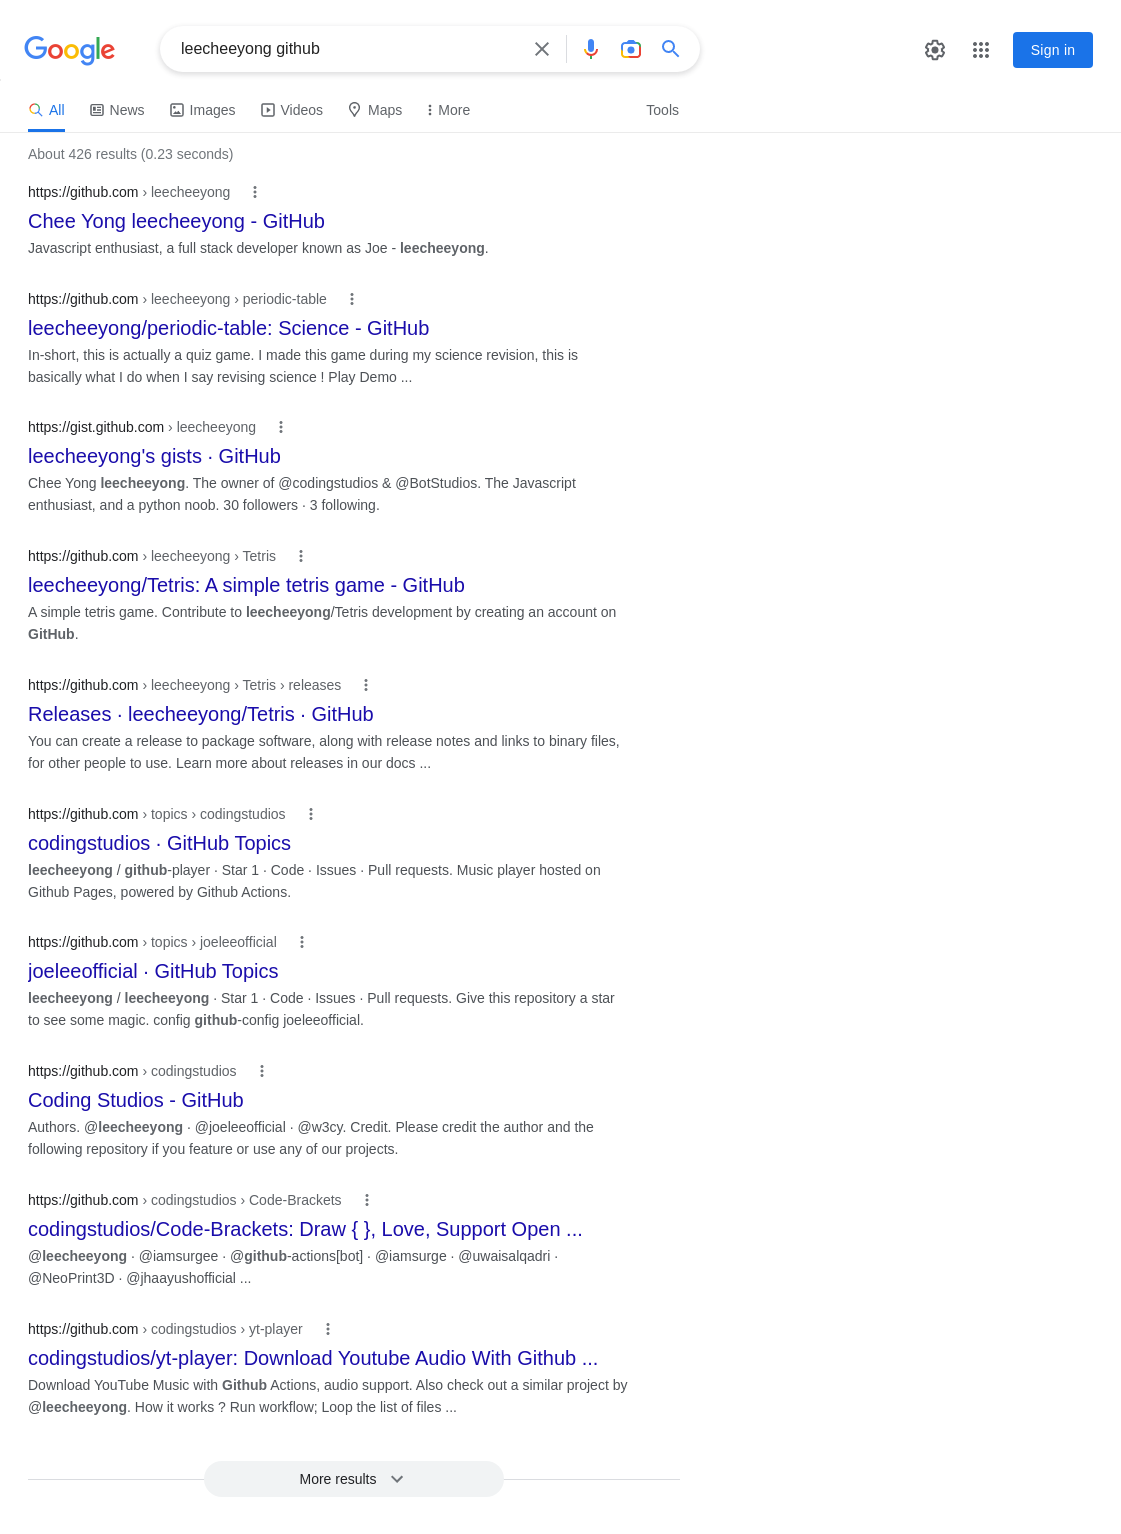 Google
leecheeyong github
Sign in
All News Images Videos Maps More Tools
About 426 results (0.23 seconds)
https://github.com › leecheeyong
Chee Yong leecheeyong - GitHub
Javascript enthusiast, a full stack developer known as Joe - leecheeyong.
https://github.com › leecheeyong › periodic-table
leecheeyong/periodic-table: Science - GitHub
In-short, this is actually a quiz game. I made this game during my science revision, this is
basically what I do when I say revising science ! Play Demo ...
https://gist.github.com › leecheeyong
leecheeyong's gists · GitHub
Chee Yong leecheeyong. The owner of @codingstudios & @BotStudios. The Javascript
enthusiast, and a python noob. 30 followers · 3 following.
https://github.com › leecheeyong › Tetris
leecheeyong/Tetris: A simple tetris game - GitHub
A simple tetris game. Contribute to leecheeyong/Tetris development by creating an account on
GitHub.
https://github.com › leecheeyong › Tetris › releases
Releases · leecheeyong/Tetris · GitHub
You can create a release to package software, along with release notes and links to binary files,
for other people to use. Learn more about releases in our docs ...
https://github.com › topics › codingstudios
codingstudios · GitHub Topics
leecheeyong / github-player · Star 1 · Code · Issues · Pull requests. Music player hosted on
Github Pages, powered by Github Actions.
https://github.com › topics › joeleeofficial
joeleeofficial · GitHub Topics
leecheeyong / leecheeyong · Star 1 · Code · Issues · Pull requests. Give this repository a star
to see some magic. config github-config joeleeofficial.
https://github.com › codingstudios
Coding Studios - GitHub
Authors. @leecheeyong · @joeleeofficial · @w3cy. Credit. Please credit the author and the
following repository if you feature or use any of our projects.
https://github.com › codingstudios › Code-Brackets
codingstudios/Code-Brackets: Draw { }, Love, Support Open ...
@leecheeyong · @iamsurgee · @github-actions[bot] · @iamsurge · @uwaisalqadri ·
@NeoPrint3D · @jhaayushofficial ...
https://github.com › codingstudios › yt-player
codingstudios/yt-player: Download Youtube Audio With Github ...
Download YouTube Music with Github Actions, audio support. Also check out a similar project by
@leecheeyong. How it works ? Run workflow; Loop the list of files ...
More results